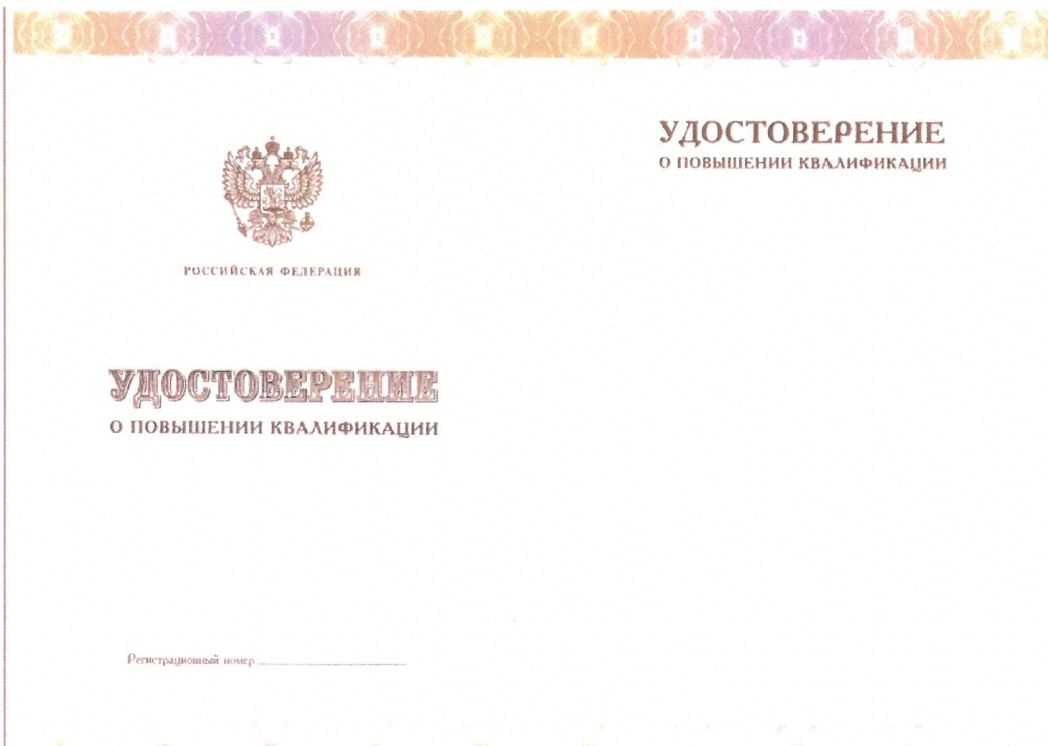 РОССИЙСКАЯ ФЕДЕРАЦИЯ
УДОСТОВЕРЕНИЕ
О ПОВЫШЕНИИ КВАЛИФИКАЦИИ
Регистрационный номер
УДОСТОВЕРЕНИЕ
О ПОВЫШЕНИИ КВАЛИФИКАЦИИ